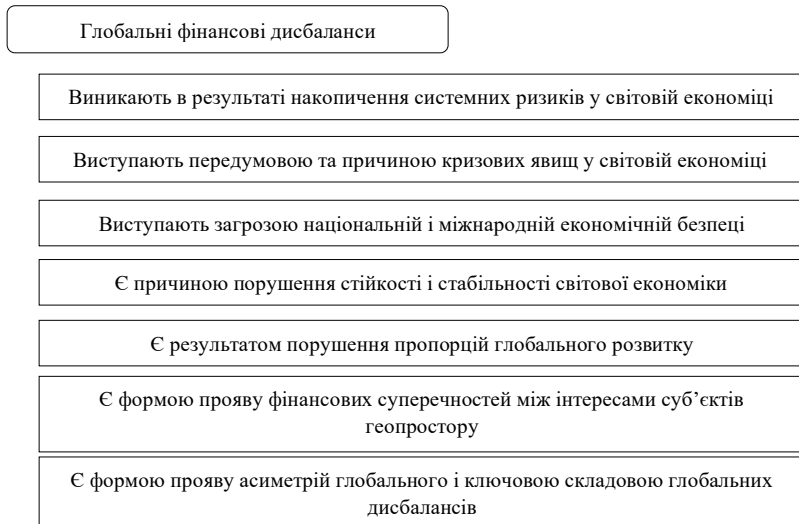 Глобальні фінансові дисбаланси
Виникають в результаті накопичення системних ризиків у світовій економіці
Виступають передумовою та причиною кризових явищ у світовій економіці
Виступають загрозою національній і міжнародній економічній безпеці
Є причиною порушення стійкості і стабільності світової економіки
Є результатом порушення пропорцій глобального розвитку
Є формою прояву фінансових суперечностей між інтересами суб’єктів
геопростору
Є формою прояву асиметрій глобального і ключовою складовою глобальних
дисбалансів